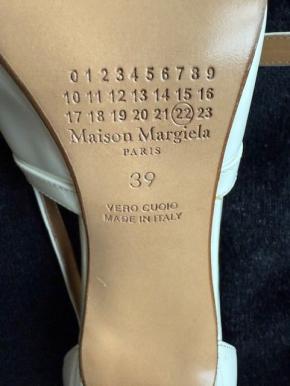 0 1 2 3 4 5 6 7 8 9
10 11 12 13 14 15 16
17 18 19 20 21 22 23
Maison Margiela
PARIS
39
VERO CUOIO
MADE IN ITALY